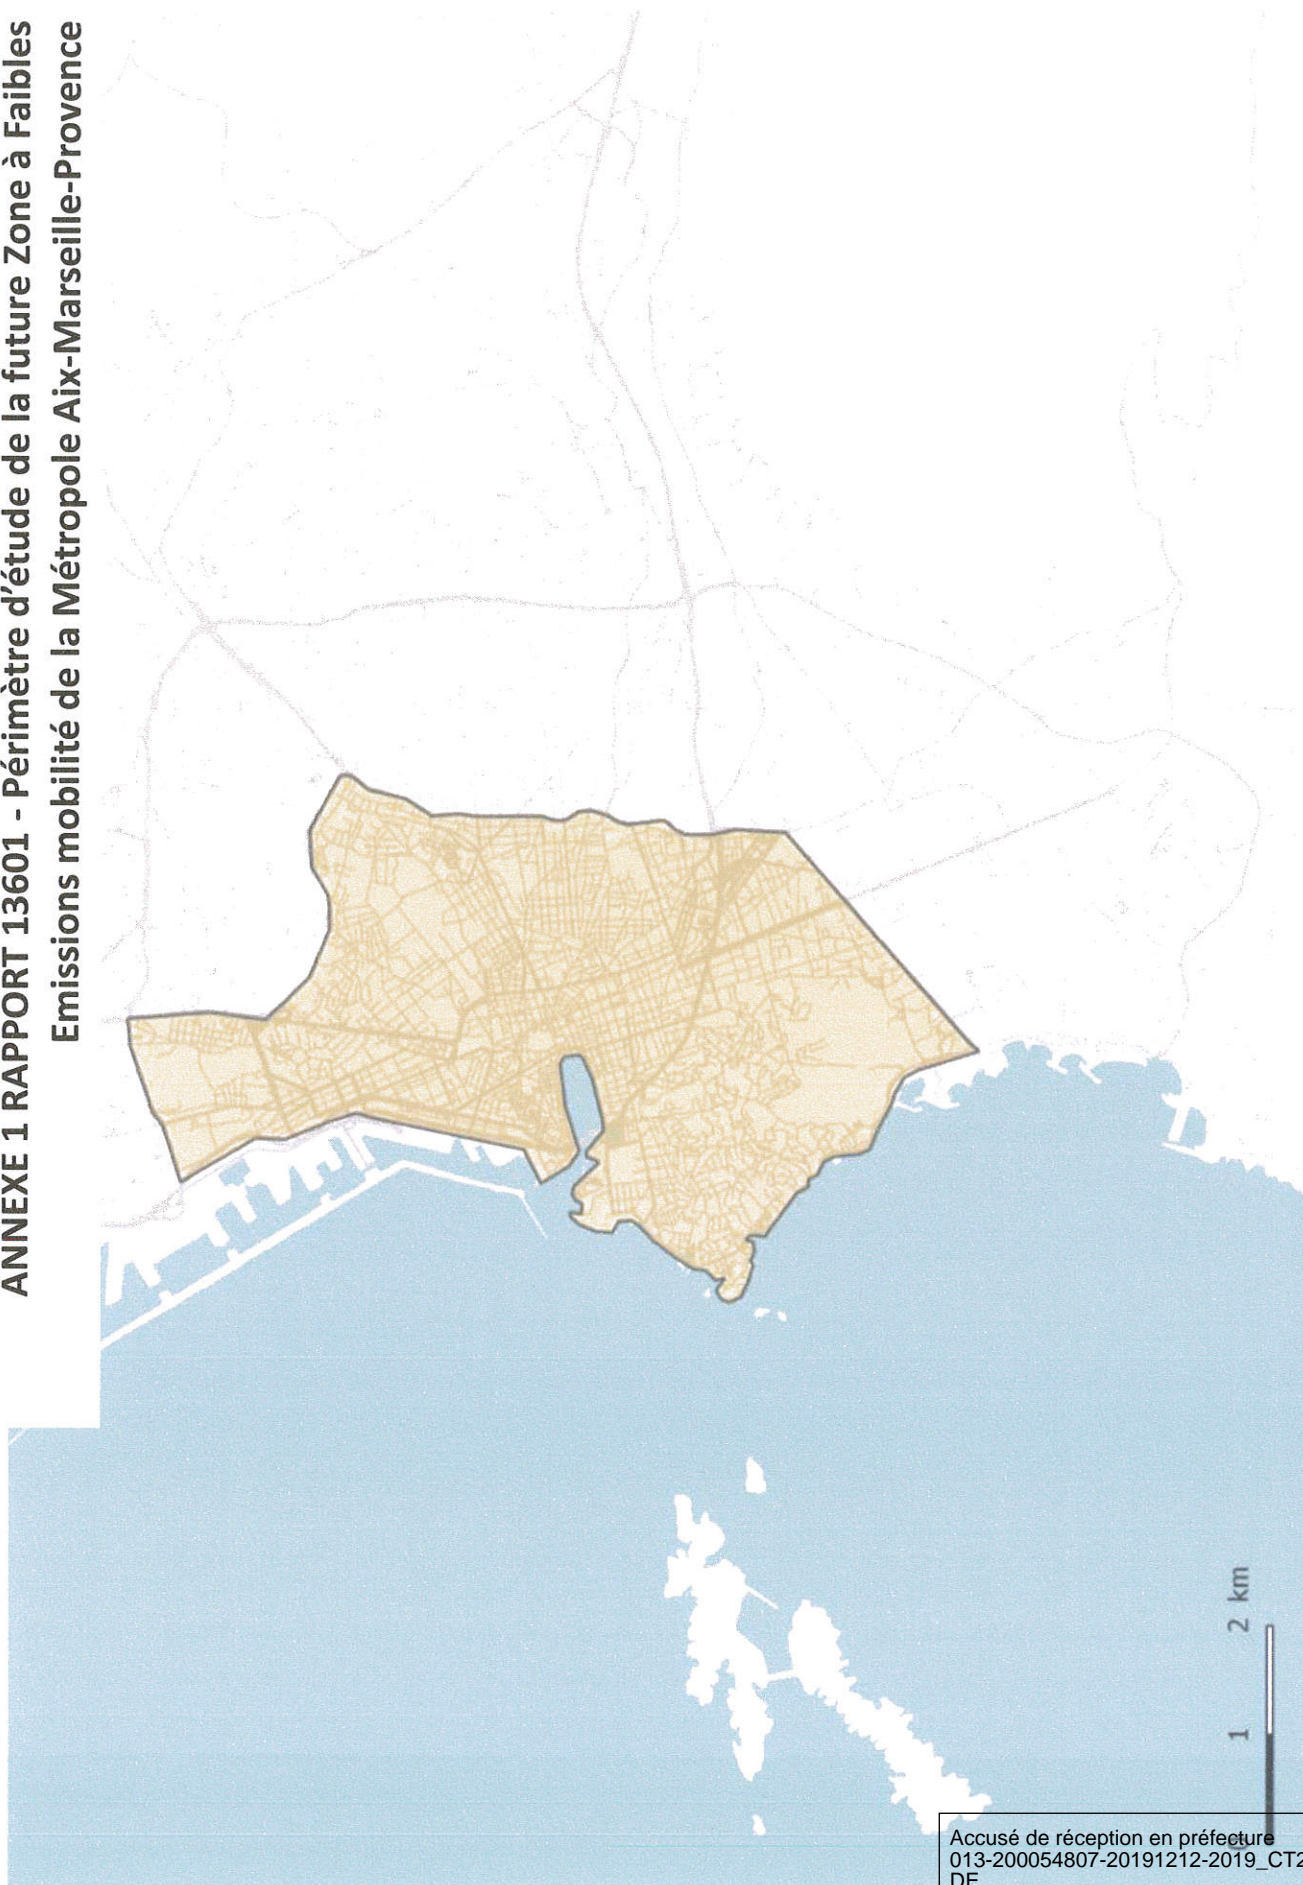 ANNEXE 1 RAPPORT 13601 - Périmètre d'étude de la future Zone à Faibles
Emissions mobilité de la Métropole Aix-Marseille-Provence
0 1 2 km
Accusé de réception en préfecture
013-200054807-20191212-2019_CT2
DE